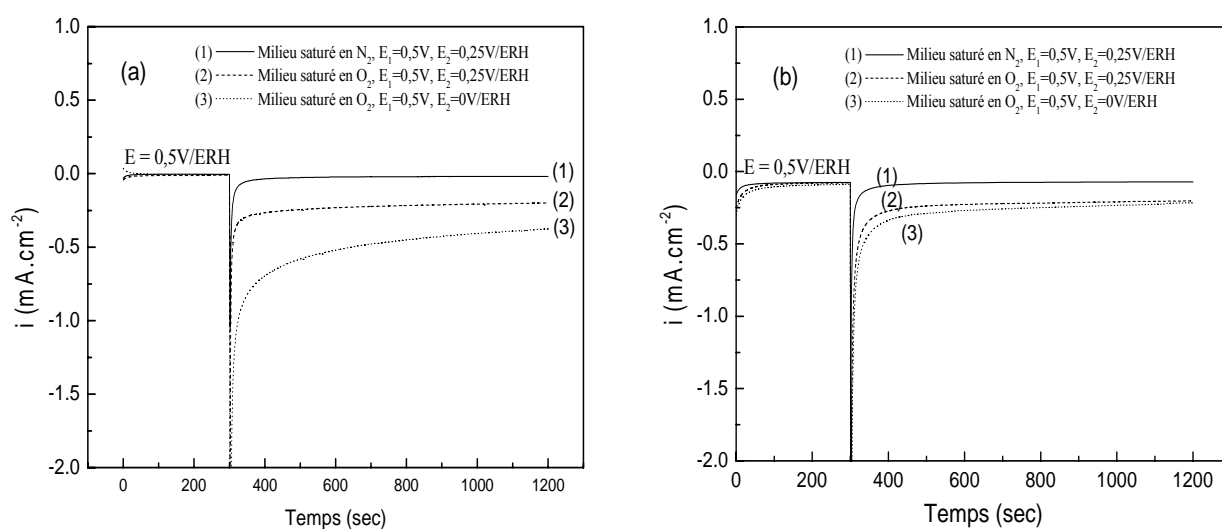 1.0
(1) Milieu saturé en N₂, E₁=0,5V, E₂=0,25V/ERH
(a)
(2) Milieu saturé en O₂, E₁=0,5V, E₂=0,25V/ERH
(3) Milieu saturé en O₂, E₁=0,5V, E₂=0V/ERH
0.5
E = 0,5V/ERH
0.0
(1)
(2)
-0.5
(3)
-1.0
-1.5
-2.0
i (mA.cm⁻²)
0 200 400 600 800 1000 1200
Temps (sec)
1.0
(1) Milieu saturé en N₂, E₁=0,5V, E₂=0,25V/ERH
(b)
(2) Milieu saturé en O₂, E₁=0,5V, E₂=0,25V/ERH
(3) Milieu saturé en O₂, E₁=0,5V, E₂=0V/ERH
0.5
E = 0,5V/ERH
0.0
(1)
(2)
(3)
-0.5
-1.0
-1.5
-2.0
i (mA.cm⁻²)
0 200 400 600 800 1000 1200
Temps (sec)